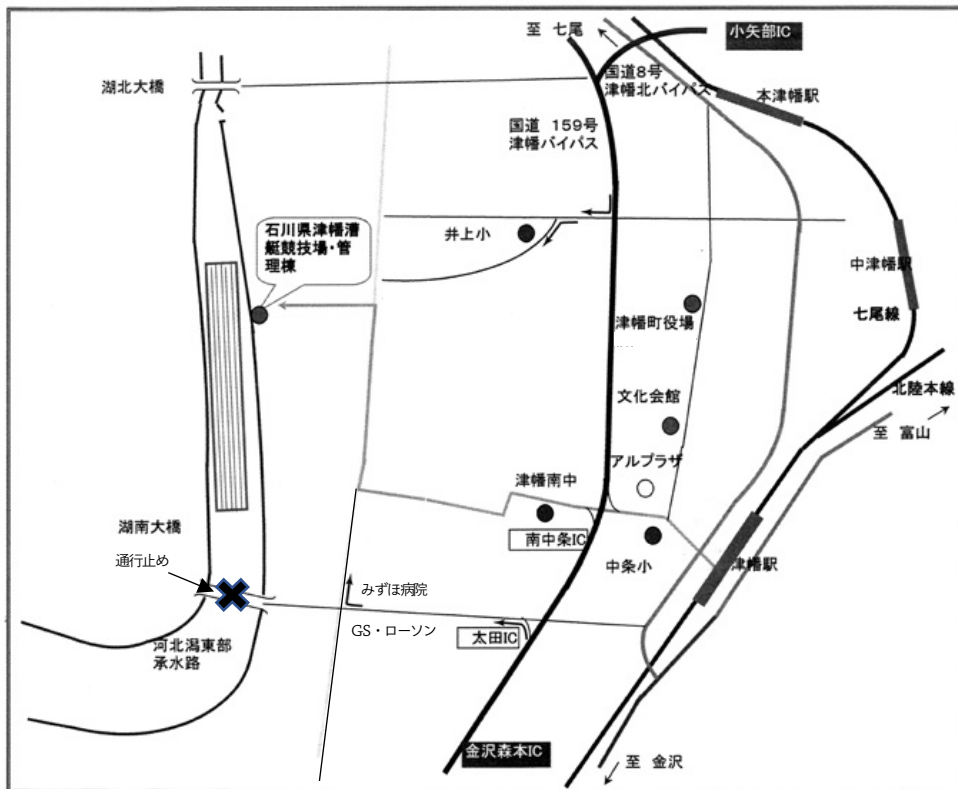 至 七尾
小矢部IC
湖北大橋
国道8号
津幡北バイパス
本津幡駅
国道 159号
津幡バイパス
石川県津幡漕
艇競技場・管
理棟
井上小
中津幡駅
津幡町役場
七尾線
文化会館
北陸本線
至 富山
アルプラザ
津幡南中
湖南大橋
南中条IC
中条小
津幡駅
通行止め
みずほ病院
GS・ローソン
太田IC
河北潟東部
承水路
金沢森本IC
至 金沢